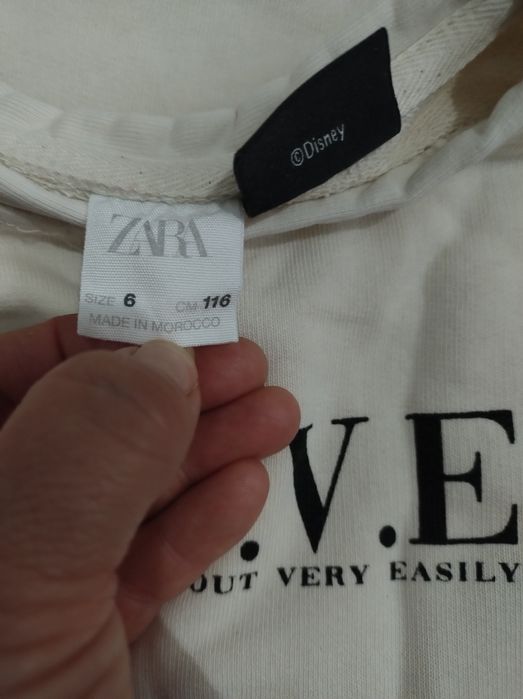 ©Disney
ZARA
SIZE 6 CM 116
MADE IN MOROCCO
.V.E
OUT VERY EASILY